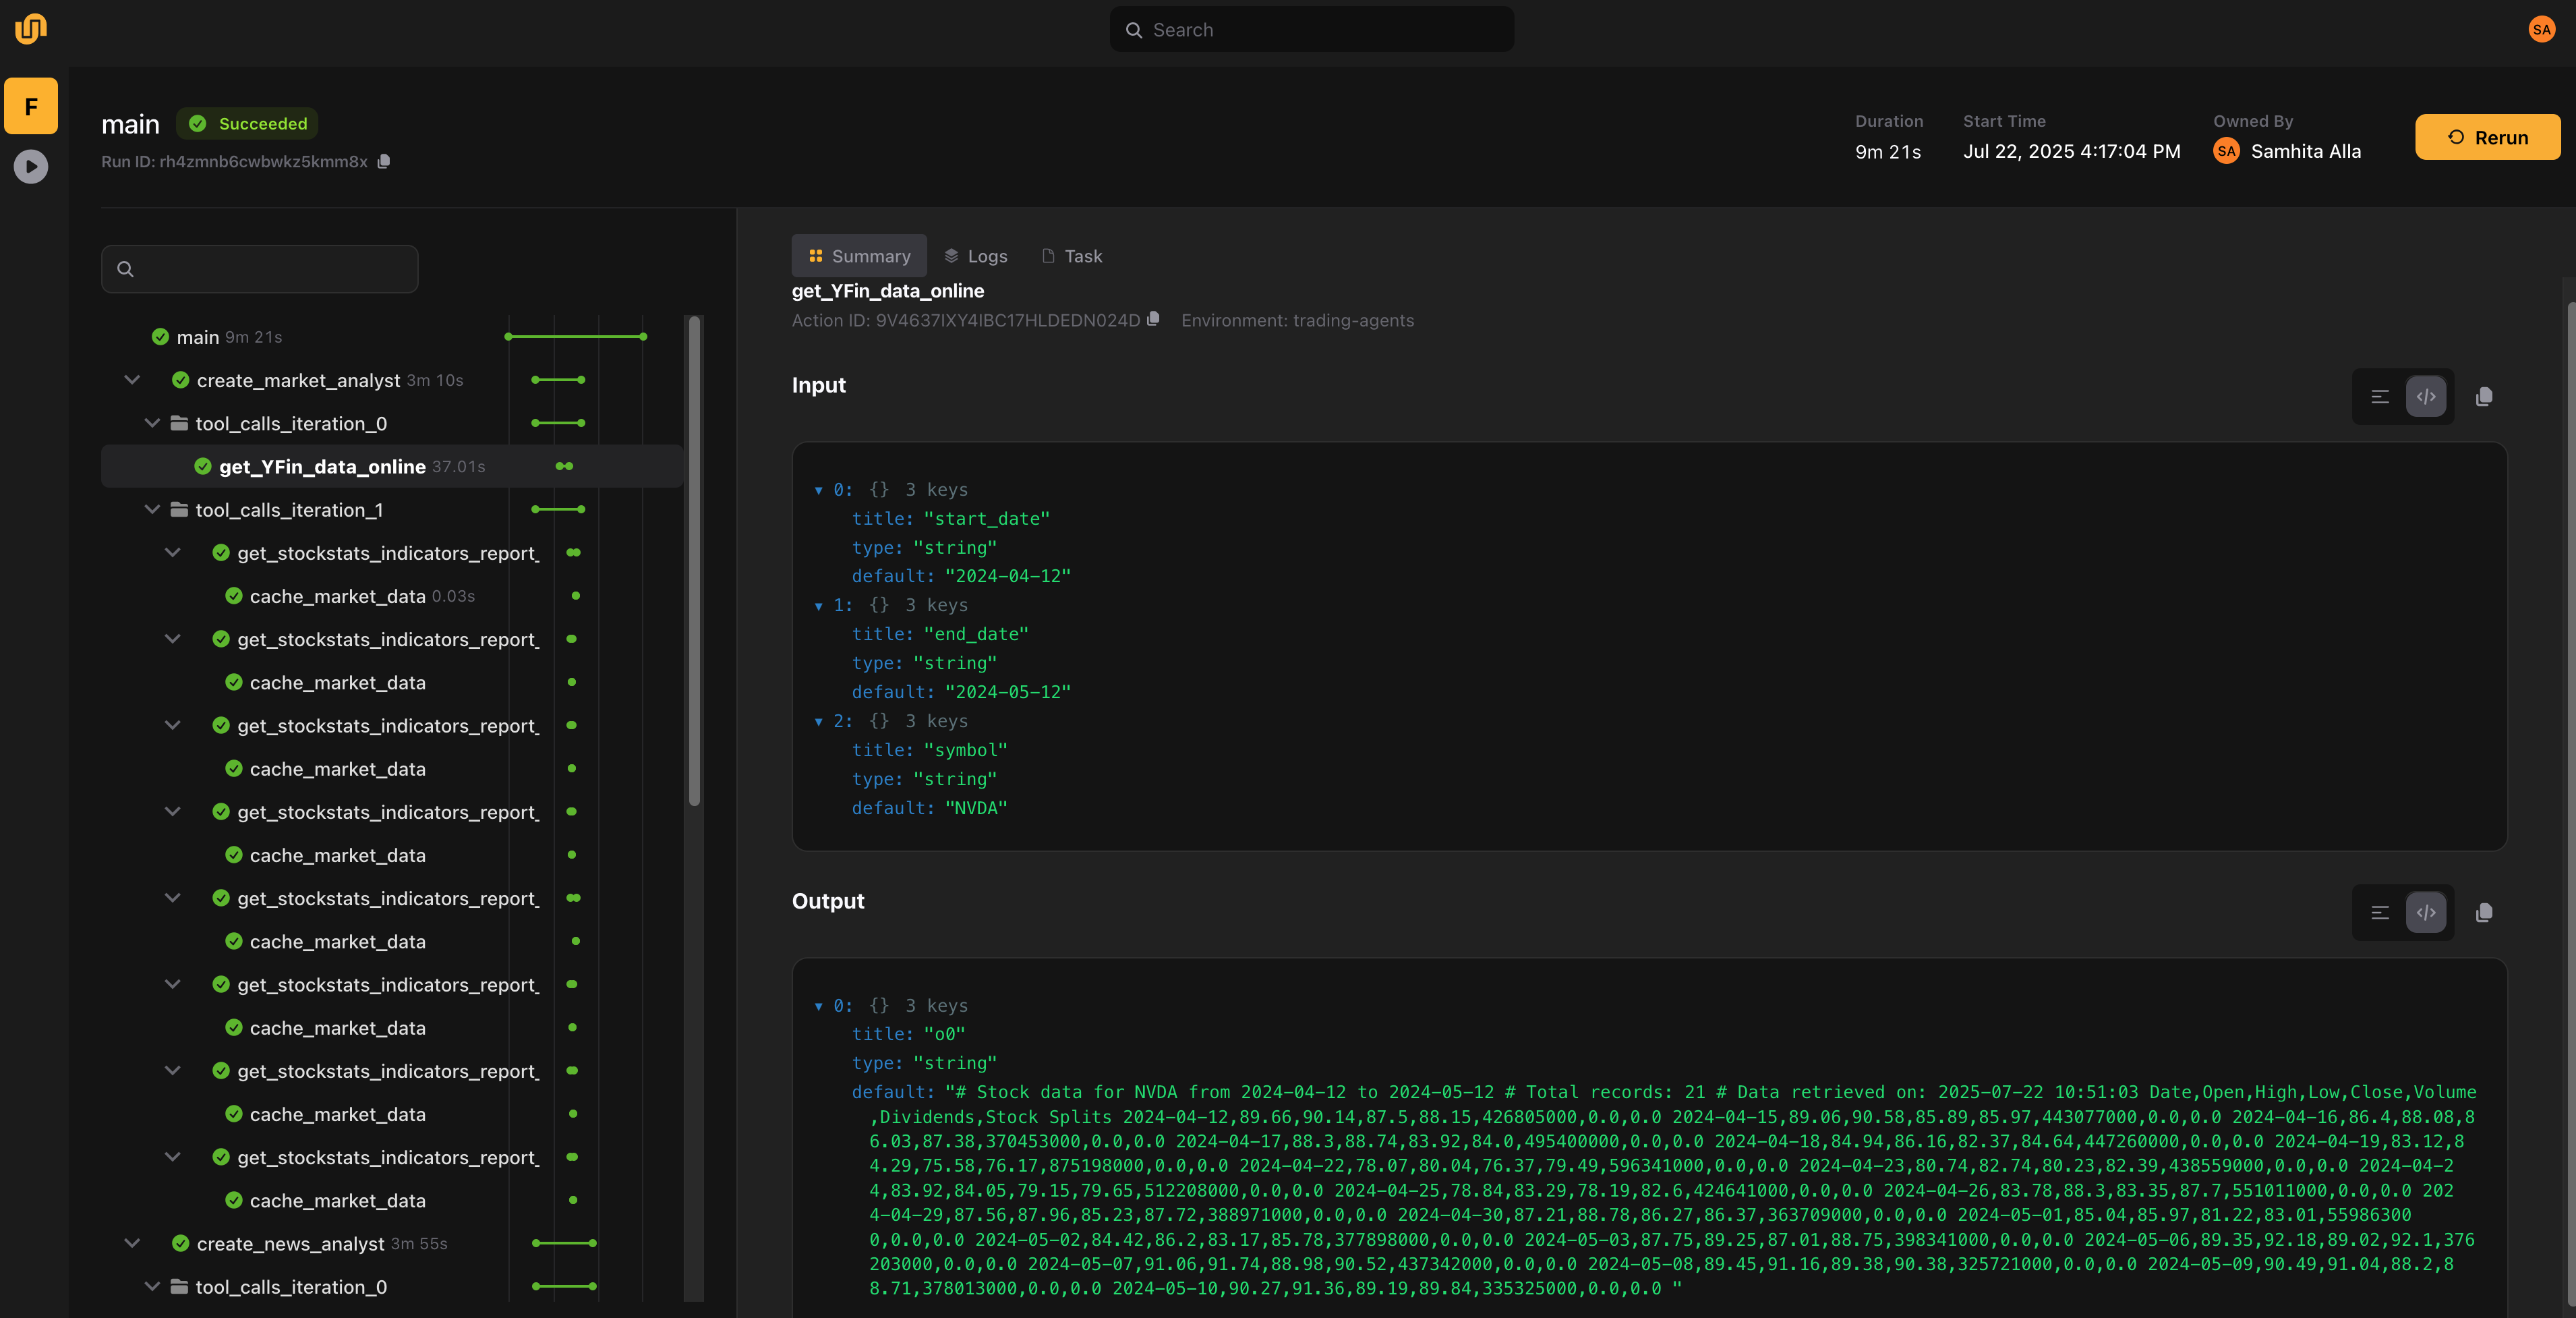 Search
SA
F
main
Succeeded
Run ID: rh4zmnb6cwbwkz5kmm8x
Duration
9m 21s
Start Time
Jul 22, 2025 4:17:04 PM
Owned By
SA Samhita Alla
Rerun
main 9m 21s
create_market_analyst 3m 10s
tool_calls_iteration_0
get_YFin_data_online 37.01s
tool_calls_iteration_1
get_stockstats_indicators_report_
cache_market_data 0.03s
get_stockstats_indicators_report_
cache_market_data
get_stockstats_indicators_report_
cache_market_data
get_stockstats_indicators_report_
cache_market_data
get_stockstats_indicators_report_
cache_market_data
get_stockstats_indicators_report_
cache_market_data
get_stockstats_indicators_report_
cache_market_data
get_stockstats_indicators_report_
cache_market_data
create_news_analyst 3m 55s
tool_calls_iteration_0
Summary Logs Task
get_YFin_data_online
Action ID: 9V4637IXY4IBC17HLDEDN024D Environment: trading-agents
Input
</>
0: {} 3 keys
title: "start_date"
type: "string"
default: "2024-04-12"
1: {} 3 keys
title: "end_date"
type: "string"
default: "2024-05-12"
2: {} 3 keys
title: "symbol"
type: "string"
default: "NVDA"
Output
</>
0: {} 3 keys
title: "o0"
type: "string"
default: "# Stock data for NVDA from 2024-04-12 to 2024-05-12 # Total records: 21 # Data retrieved on: 2025-07-22 10:51:03 Date,Open,High,Low,Close,Volume
,Dividends,Stock Splits 2024-04-12,89.66,90.14,87.5,88.15,426805000,0.0,0.0 2024-04-15,89.06,90.58,85.89,85.97,443077000,0.0,0.0 2024-04-16,86.4,88.08,8
6.03,87.38,370453000,0.0,0.0 2024-04-17,88.3,88.74,83.92,84.0,495400000,0.0,0.0 2024-04-18,84.94,86.16,82.37,84.64,447260000,0.0,0.0 2024-04-19,83.12,8
4.29,75.58,76.17,875198000,0.0,0.0 2024-04-22,78.07,80.04,76.37,79.49,596341000,0.0,0.0 2024-04-23,80.74,82.74,80.23,82.39,438559000,0.0,0.0 2024-04-2
4,83.92,84.05,79.15,79.65,512208000,0.0,0.0 2024-04-25,78.84,83.29,78.19,82.6,424641000,0.0,0.0 2024-04-26,83.78,88.3,83.35,87.7,551011000,0.0,0.0 202
4-04-29,87.56,87.96,85.23,87.72,388971000,0.0,0.0 2024-04-30,87.21,88.78,86.27,86.37,363709000,0.0,0.0 2024-05-01,85.04,85.97,81.22,83.01,55986300
0,0.0,0.0 2024-05-02,84.42,86.2,83.17,85.78,377898000,0.0,0.0 2024-05-03,87.75,89.25,87.01,88.75,398341000,0.0,0.0 2024-05-06,89.35,92.18,89.02,92.1,376
203000,0.0,0.0 2024-05-07,91.06,91.74,88.98,90.52,437342000,0.0,0.0 2024-05-08,89.45,91.16,89.38,90.38,325721000,0.0,0.0 2024-05-09,90.49,91.04,88.2,8
8.71,378013000,0.0,0.0 2024-05-10,90.27,91.36,89.19,89.84,335325000,0.0,0.0 "